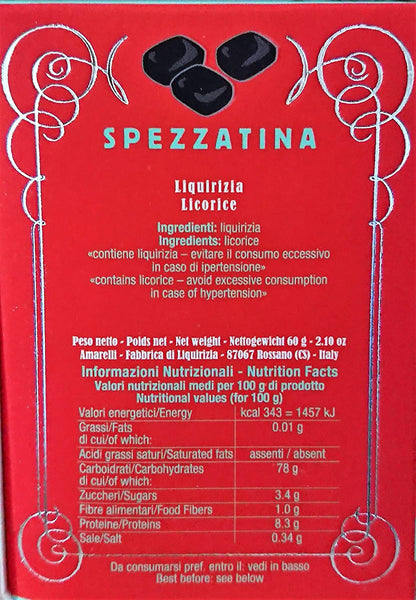 SPEZZATINA
Liquirizia
Licorice
Ingredienti: liquirizia
Ingredients: licorice
«contiene liquirizia - evitare il consumo eccessivo
in caso di ipertensione»
«contains licorice - avoid excessive consumption
in case of hypertension»
Peso netto - Poids net - Net weight - Nettogewicht 60 g - 2.10 oz
Amarelli - Fabbrica di Liquirizia - 87067 Rossano (CS) - Italy
Informazioni Nutrizionali - Nutrition Facts
Valori nutrizionali medi per 100 g di prodotto
Nutritional values (for 100 g)
Valori energetici/Energy kcal 343 = 1457 kJ
Grassi/Fats 0.01 g
di cui/of which:
Acidi grassi saturi/Saturated fats assenti / absent
Carboidrati/Carbohydrates 78 g
di cui/of which:
Zuccheri/Sugars 3.4 g
Fibre alimentari/Food Fibers 1.0 g
Proteine/Proteins 8.3 g
Sale/Salt 0.34 g
Da consumarsi pref. entro il: vedi in basso
Best before: see below